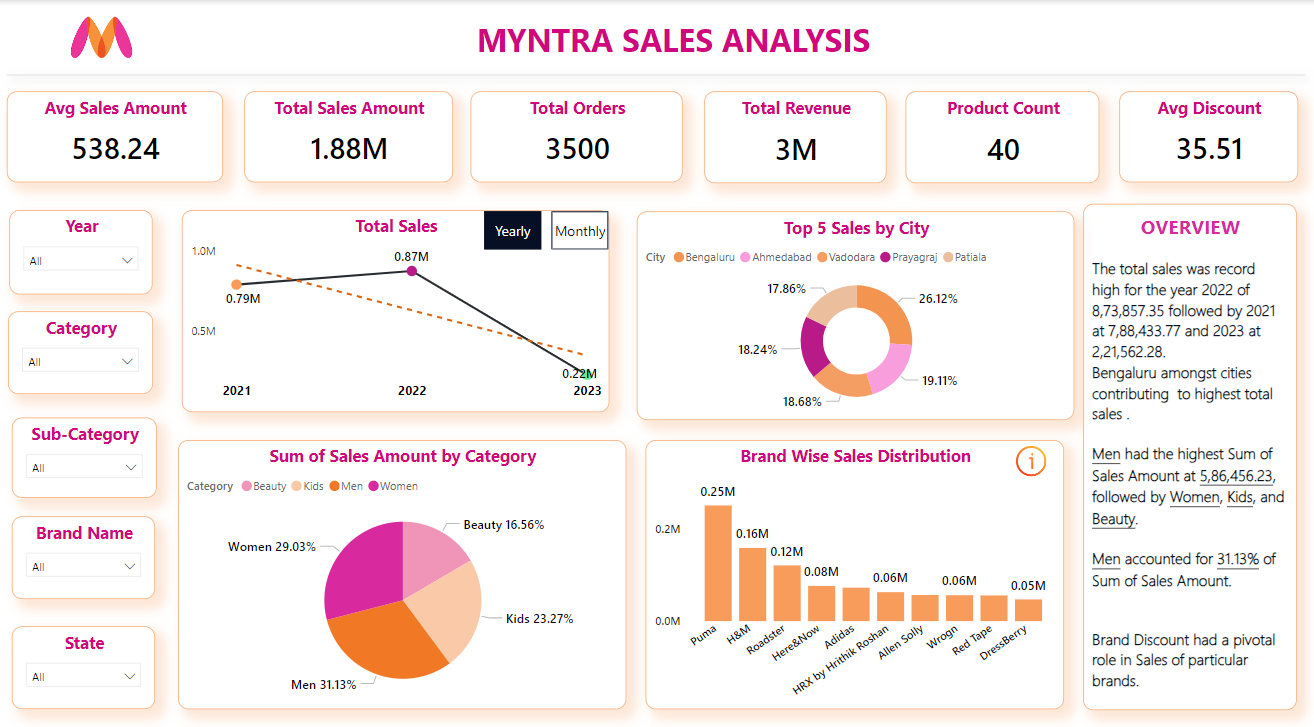 MYNTRA SALES ANALYSIS
Avg Sales Amount
538.24
Total Sales Amount
1.88M
Total Orders
3500
Total Revenue
3M
Product Count
40
Avg Discount
35.51
Year
All
Category
All
Sub-Category
All
Brand Name
All
State
All
Total Sales
Yearly
Monthly
1.0M
0.5M
0.79M
0.87M
0.22M
2021
2022
2023
Top 5 Sales by City
City Bengaluru Ahmedabad Vadodara Prayagraj Patiala
17.86%
26.12%
18.24%
19.11%
18.68%
Sum of Sales Amount by Category
Category Beauty Kids Men Women
Beauty 16.56%
Women 29.03%
Kids 23.27%
Men 31.13%
Brand Wise Sales Distribution
i
0.2M
0.0M
0.25M
0.16M
0.12M
0.08M
0.06M
0.06M
0.05M
Puma
H&M
Roadster
Here&Now
Adidas
HRX by Hrithik Roshan
Allen Solly
Wrogn
Red Tape
DressBerry
OVERVIEW
The total sales was record
high for the year 2022 of
8,73,857.35 followed by 2021
at 7,88,433.77 and 2023 at
2,21,562.28.
Bengaluru amongst cities
contributing to highest total
sales .
Men had the highest Sum of
Sales Amount at 5,86,456.23,
followed by Women, Kids, and
Beauty.
Men accounted for 31.13% of
Sum of Sales Amount.
Brand Discount had a pivotal
role in Sales of particular
brands.